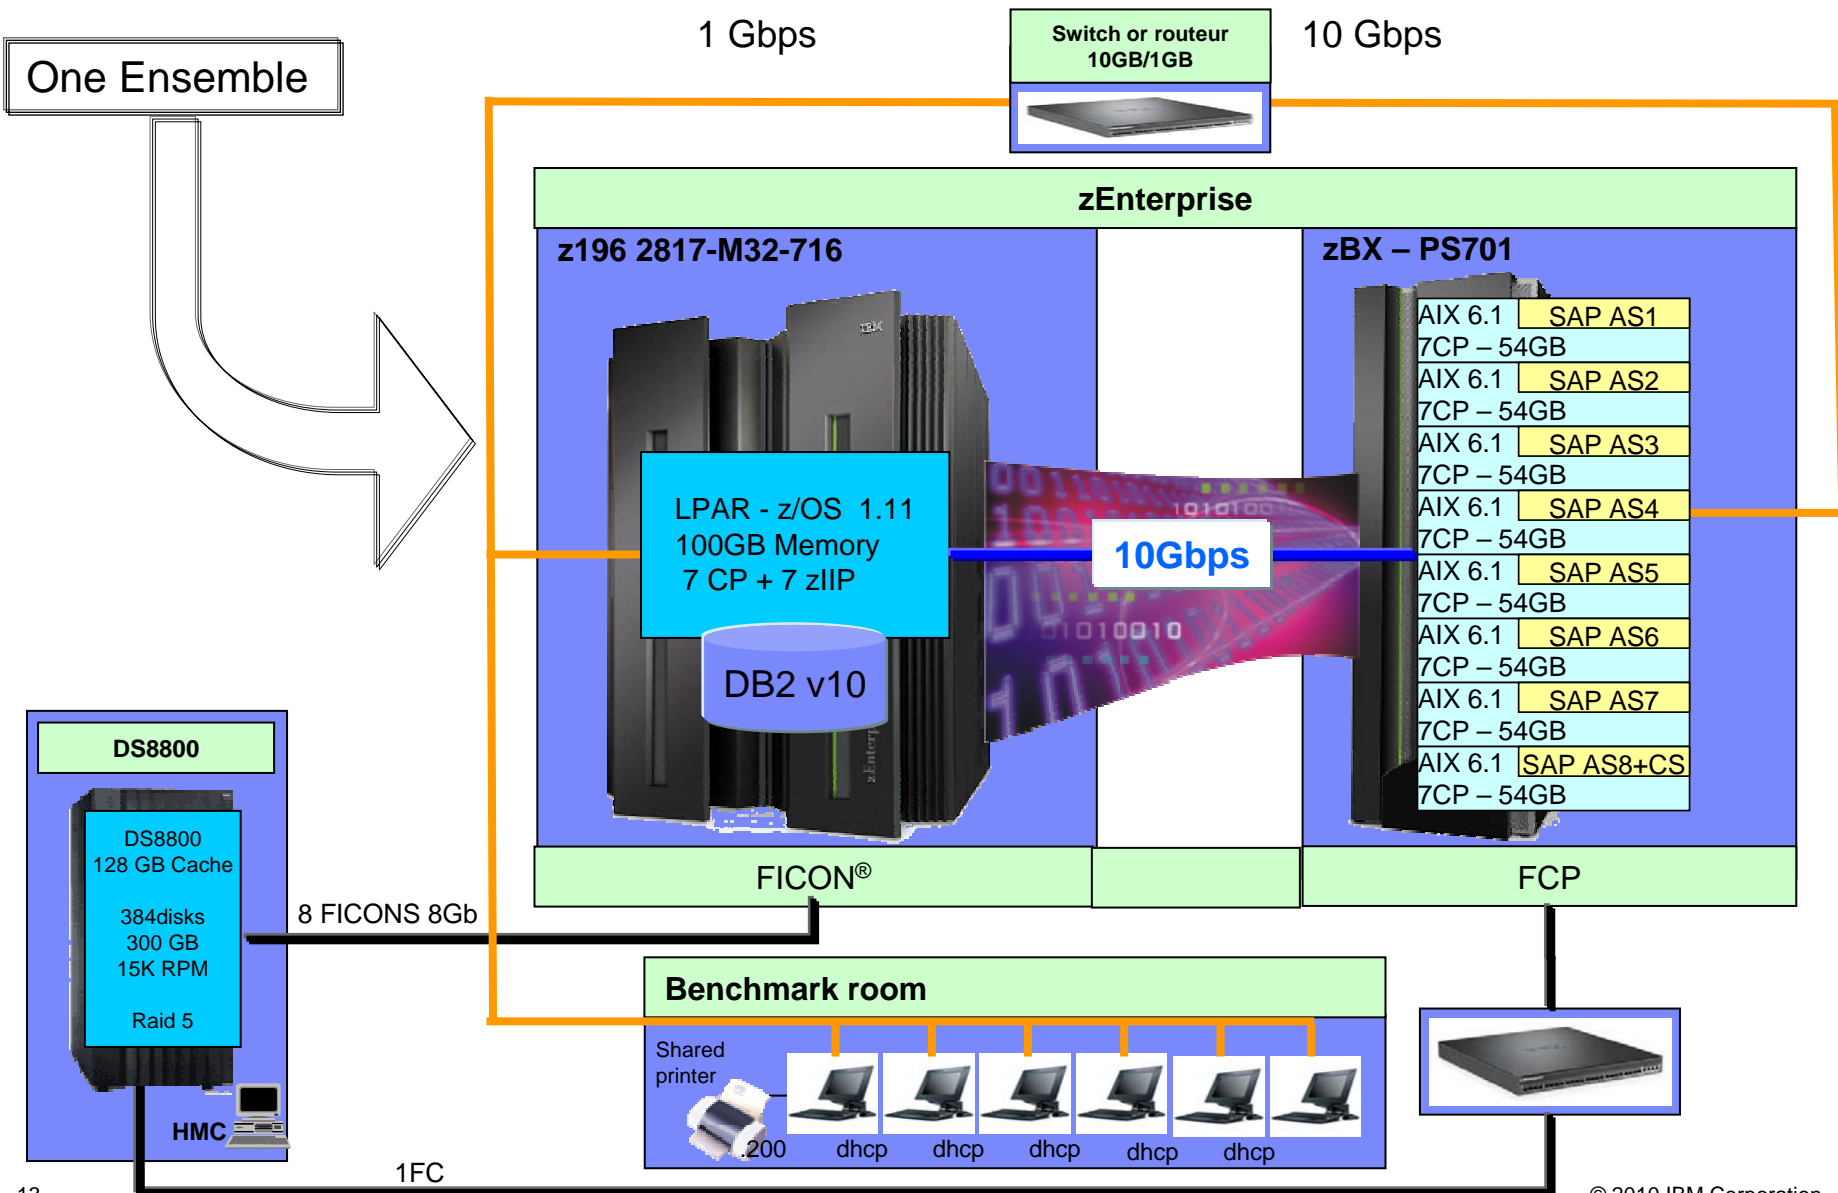 1 Gbps
Switch or routeur
10GB/1GB
10 Gbps
One Ensemble
zEnterprise
z196 2817-M32-716
zBX – PS701
IBM
AIX 6.1 SAP AS1
7CP – 54GB
AIX 6.1 SAP AS2
7CP – 54GB
AIX 6.1 SAP AS3
7CP – 54GB
AIX 6.1 SAP AS4
7CP – 54GB
AIX 6.1 SAP AS5
7CP – 54GB
AIX 6.1 SAP AS6
7CP – 54GB
AIX 6.1 SAP AS7
7CP – 54GB
AIX 6.1 SAP AS8+CS
7CP – 54GB
LPAR - z/OS 1.11
100GB Memory
7 CP + 7 zIIP
10Gbps
DB2 v10
DS8800
DS8800
128 GB Cache
384disks
300 GB
15K RPM
Raid 5
HMC
FICON®
FCP
8 FICONS 8Gb
Benchmark room
Shared
printer
.200 dhcp dhcp dhcp dhcp dhcp
1FC
© 2010 IBM Corporation